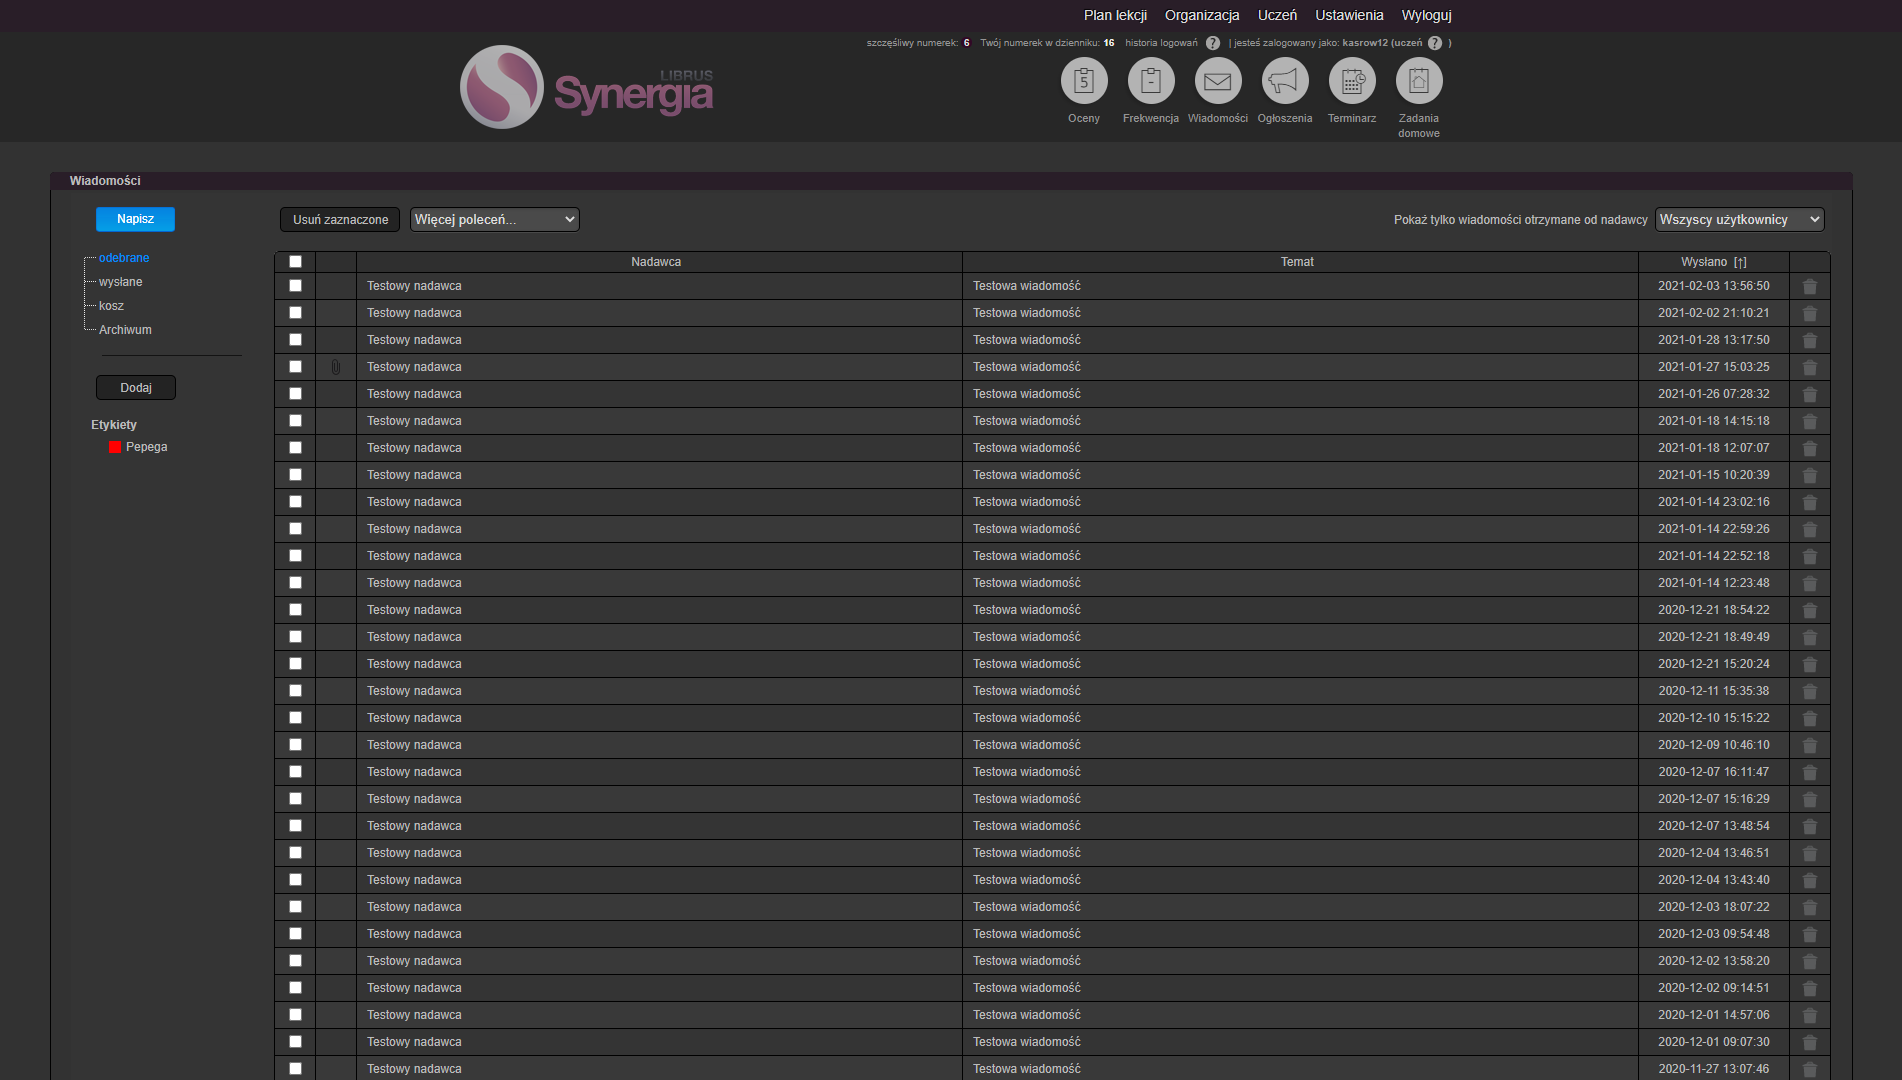 Plan lekcji Organizacja Uczeń Ustawienia Wyloguj
szczęśliwy numerek: 6 Twój numerek w dzienniku: 16 historia logowań ? | jesteś zalogowany jako: kasrow12 (uczeń ? )
LIBRUS
Synergia
5 -
Oceny Frekwencja Wiadomości Ogłoszenia Terminarz Zadania
domowe
Wiadomości
Napisz Usuń zaznaczone Więcej poleceń... Pokaż tylko wiadomości otrzymane od nadawcy Wszyscy użytkownicy
odebrane
wysłane
kosz
Archiwum
Dodaj
Etykiety
Pepega
Nadawca Temat Wysłano [↑]
Testowy nadawca Testowa wiadomość 2021-02-03 13:56:50
Testowy nadawca Testowa wiadomość 2021-02-02 21:10:21
Testowy nadawca Testowa wiadomość 2021-01-28 13:17:50
Testowy nadawca Testowa wiadomość 2021-01-27 15:03:25
Testowy nadawca Testowa wiadomość 2021-01-26 07:28:32
Testowy nadawca Testowa wiadomość 2021-01-18 14:15:18
Testowy nadawca Testowa wiadomość 2021-01-18 12:07:07
Testowy nadawca Testowa wiadomość 2021-01-15 10:20:39
Testowy nadawca Testowa wiadomość 2021-01-14 23:02:16
Testowy nadawca Testowa wiadomość 2021-01-14 22:59:26
Testowy nadawca Testowa wiadomość 2021-01-14 22:52:18
Testowy nadawca Testowa wiadomość 2021-01-14 12:23:48
Testowy nadawca Testowa wiadomość 2020-12-21 18:54:22
Testowy nadawca Testowa wiadomość 2020-12-21 18:49:49
Testowy nadawca Testowa wiadomość 2020-12-21 15:20:24
Testowy nadawca Testowa wiadomość 2020-12-11 15:35:38
Testowy nadawca Testowa wiadomość 2020-12-10 15:15:22
Testowy nadawca Testowa wiadomość 2020-12-09 10:46:10
Testowy nadawca Testowa wiadomość 2020-12-07 16:11:47
Testowy nadawca Testowa wiadomość 2020-12-07 15:16:29
Testowy nadawca Testowa wiadomość 2020-12-07 13:48:54
Testowy nadawca Testowa wiadomość 2020-12-04 13:46:51
Testowy nadawca Testowa wiadomość 2020-12-04 13:43:40
Testowy nadawca Testowa wiadomość 2020-12-03 18:07:22
Testowy nadawca Testowa wiadomość 2020-12-03 09:54:48
Testowy nadawca Testowa wiadomość 2020-12-02 13:58:20
Testowy nadawca Testowa wiadomość 2020-12-02 09:14:51
Testowy nadawca Testowa wiadomość 2020-12-01 14:57:06
Testowy nadawca Testowa wiadomość 2020-12-01 09:07:30
Testowy nadawca Testowa wiadomość 2020-11-27 13:07:46